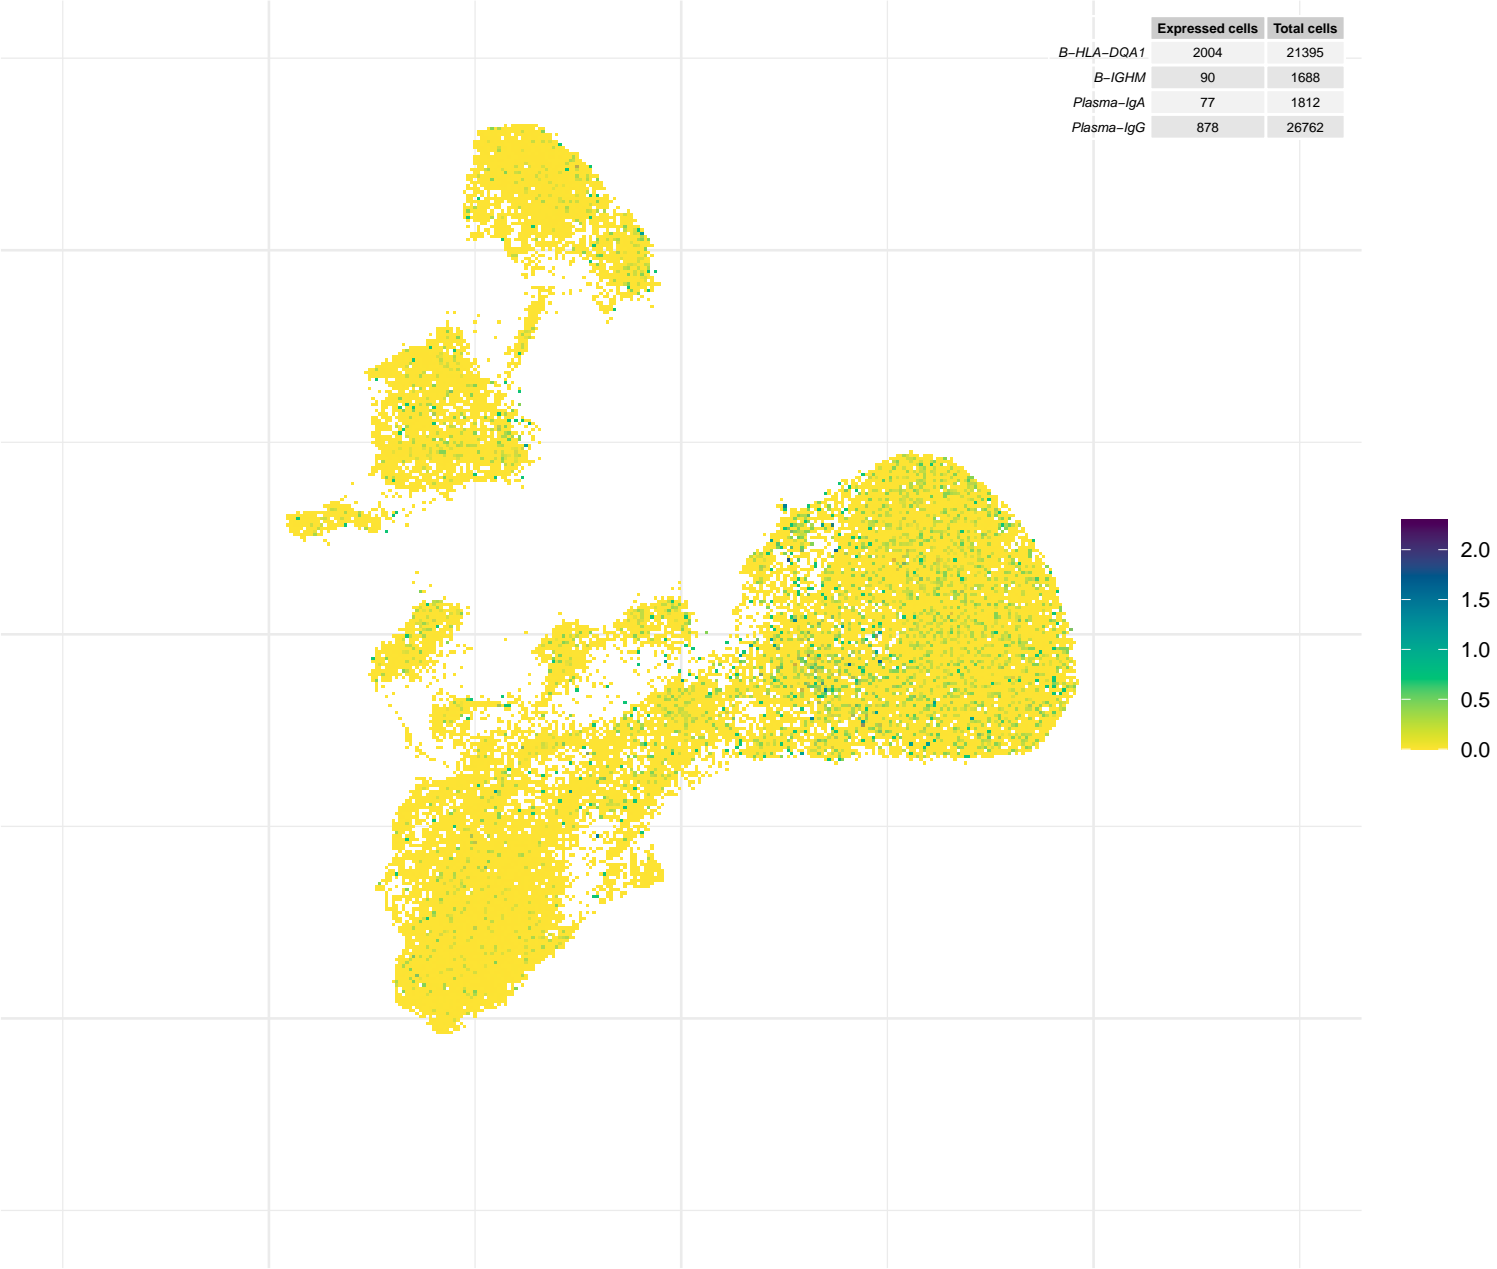 Expressed cells Total cells
B−HLA−DQA1 2004 21395
B−IGHM 90 1688
Plasma−IgA 77 1812
Plasma−IgG 878 26762
2.0
1.5
1.0
0.5
0.0